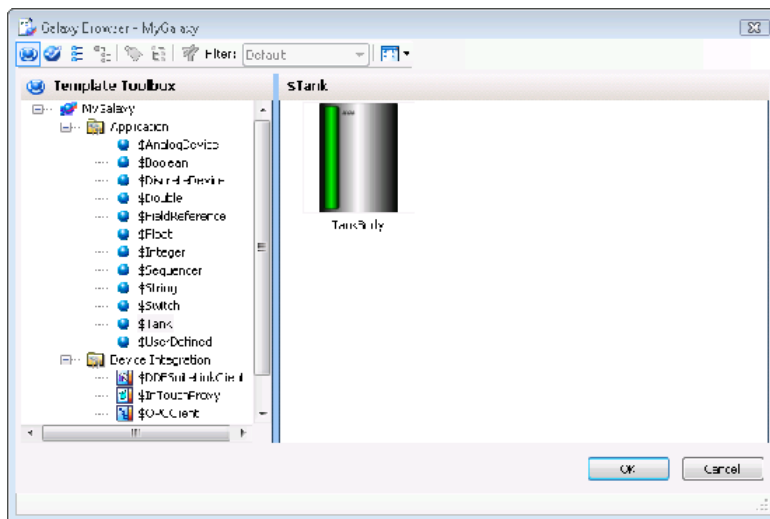 Galaxy Browser - MyGalaxy
Filter: Default
Template Toolbox
$Tank
MyGalaxy
Application
$AnalogDevice
$Boolean
$DiscreteDevice
$Double
$FieldReference
$Float
$Integer
$Sequencer
$String
$Switch
$Tank
$UserDefined
Device Integration
$DDESuiteLinkClient
$InTouchProxy
$OPCClient
TankBody
OK
Cancel